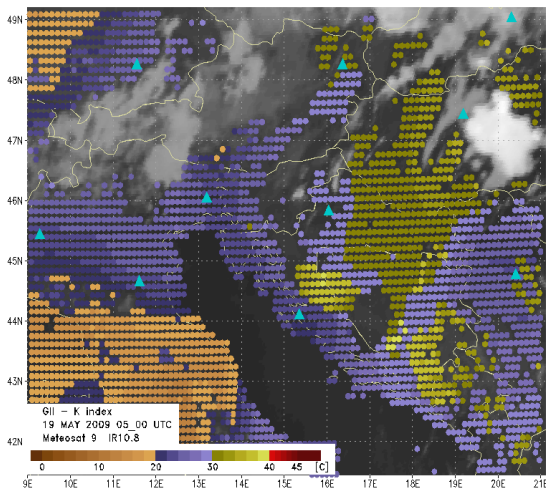 49N
48N
47N
46N
45N
44N
43N
42N
GII - K index
19 MAY 2009 05_00 UTC
Meteosat 9 IR10.8
0 10 20 30 40 45 [C]
9E 10E 11E 12E 13E 14E 15E 16E 17E 18E 19E 20E 21E